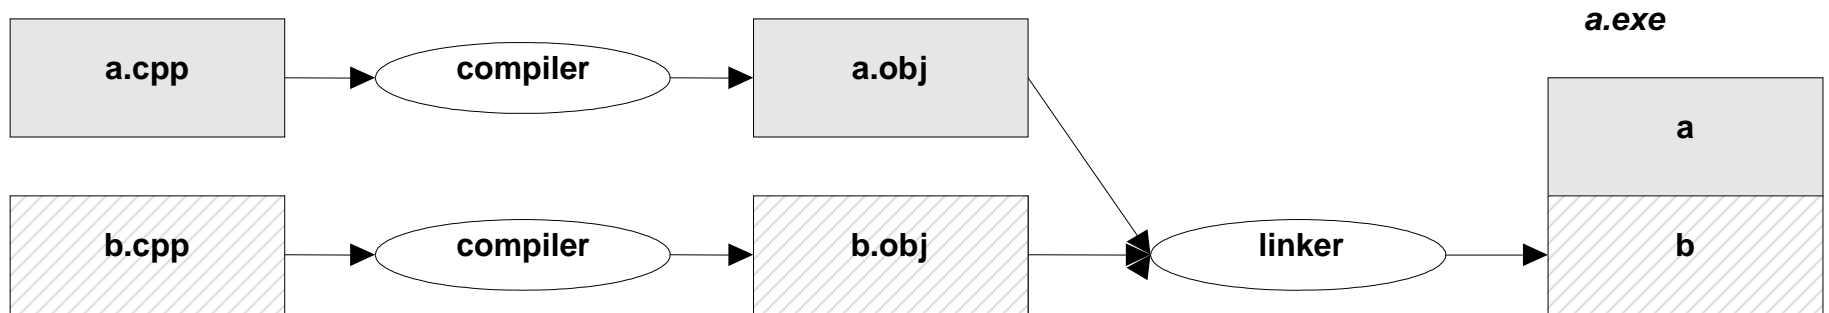 a.exe
a.cpp
compiler
a.obj
a
b.cpp
compiler
b.obj
linker
b